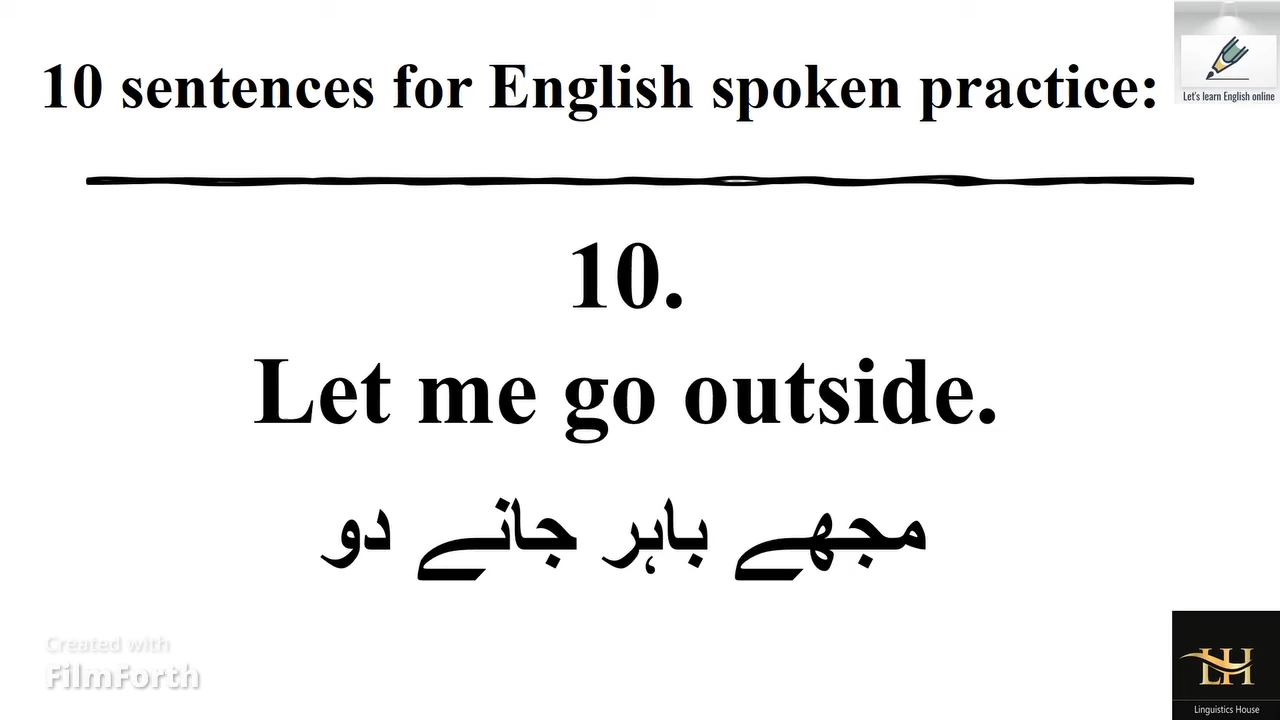 10 sentences for English spoken practice:
Let's learn English online
10.
Let me go outside.
مجھے باہر جانے دو
Created with
FilmForth
LH
Linguistics House